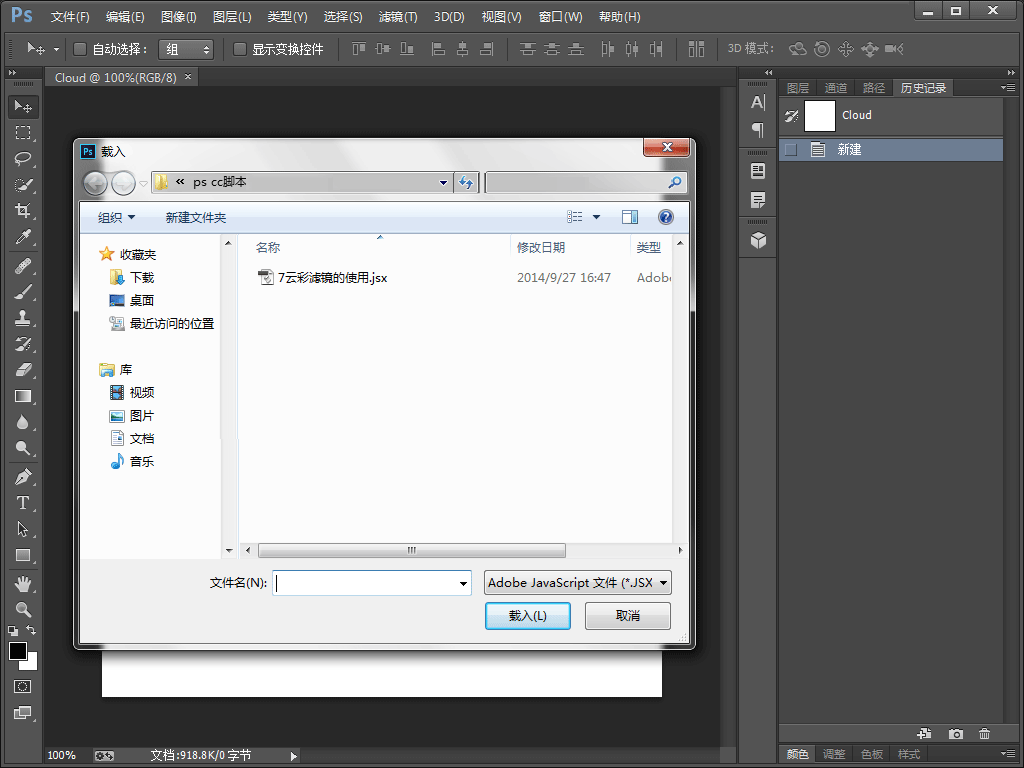 Ps 文件(F) 编辑(E) 图像(I) 图层(L) 类型(Y) 选择(S) 滤镜(T) 3D(D) 视图(V) 窗口(W) 帮助(H)
自动选择： 组 显示变换控件 3D 模式：
Cloud @ 100%(RGB/8) ×
图层 通道 路径 历史记录
Cloud
新建
Ps 载入
« ps cc脚本
组织 新建文件夹
名称 修改日期 类型
7云彩滤镜的使用.jsx 2014/9/27 16:47 Adobe
收藏夹
下载
桌面
最近访问的位置
库
视频
图片
文档
音乐
文件名(N):
Adobe JavaScript 文件 (*.JSX
载入(L) 取消
100% 文档:918.8K/0 字节
颜色 调整 色板 样式